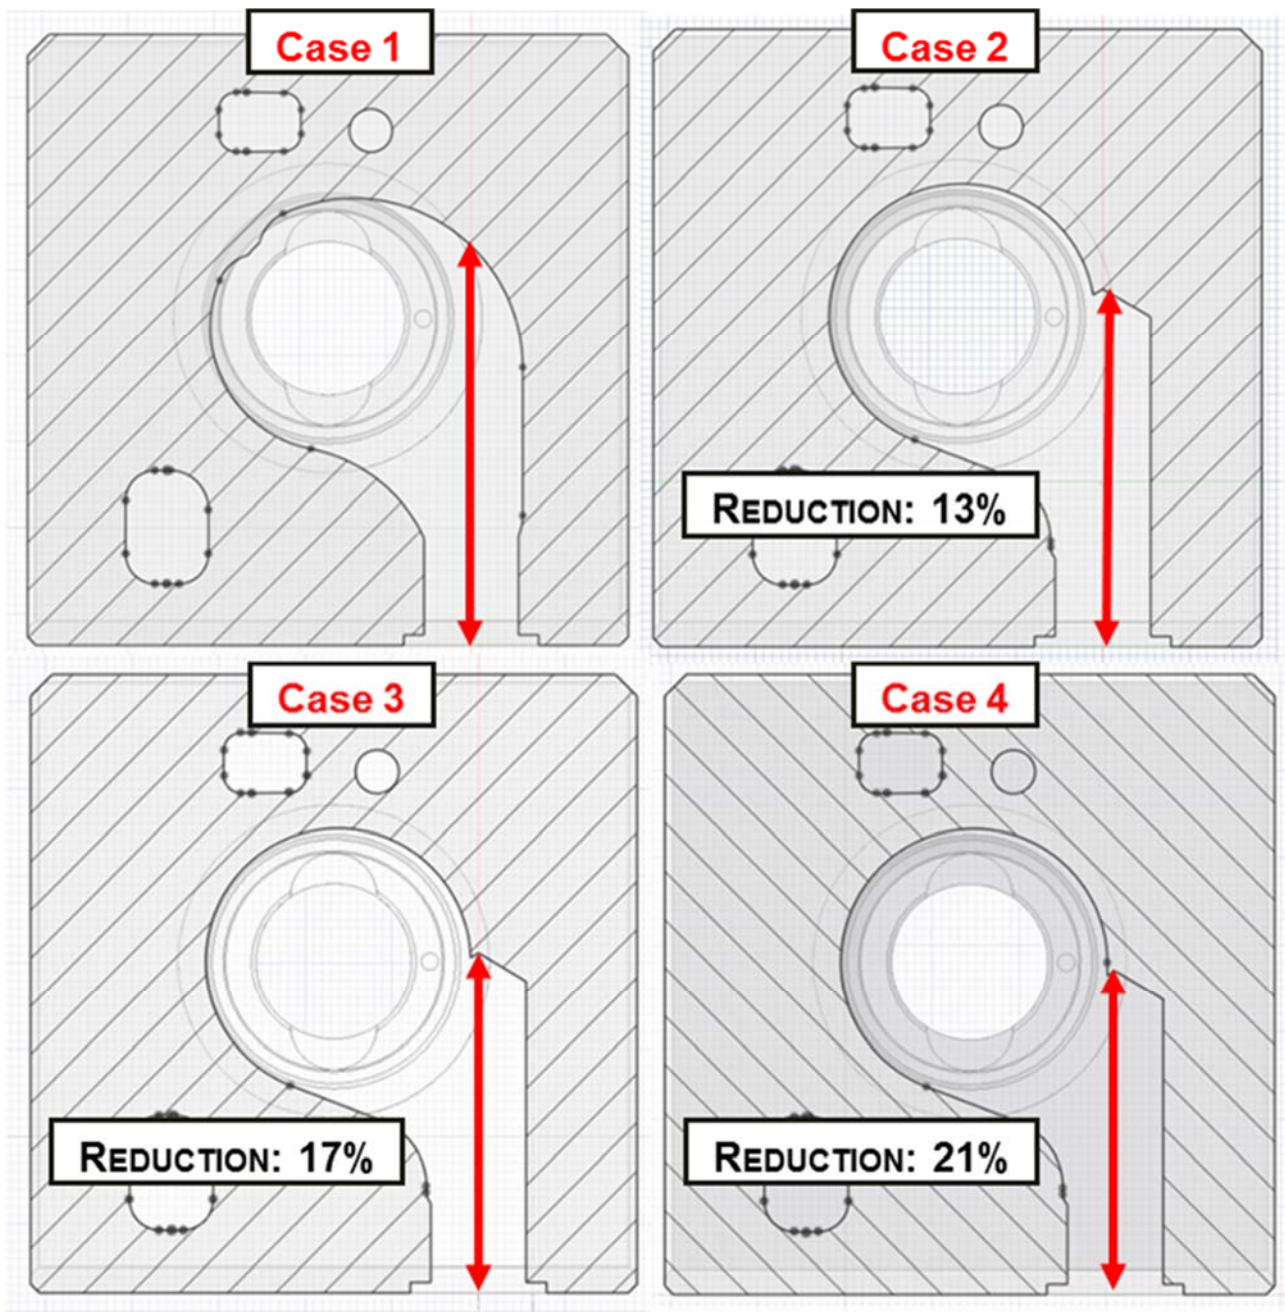 Case 1
Case 2
REDUCTION: 13%
Case 3
Case 4
REDUCTION: 17%
REDUCTION: 21%